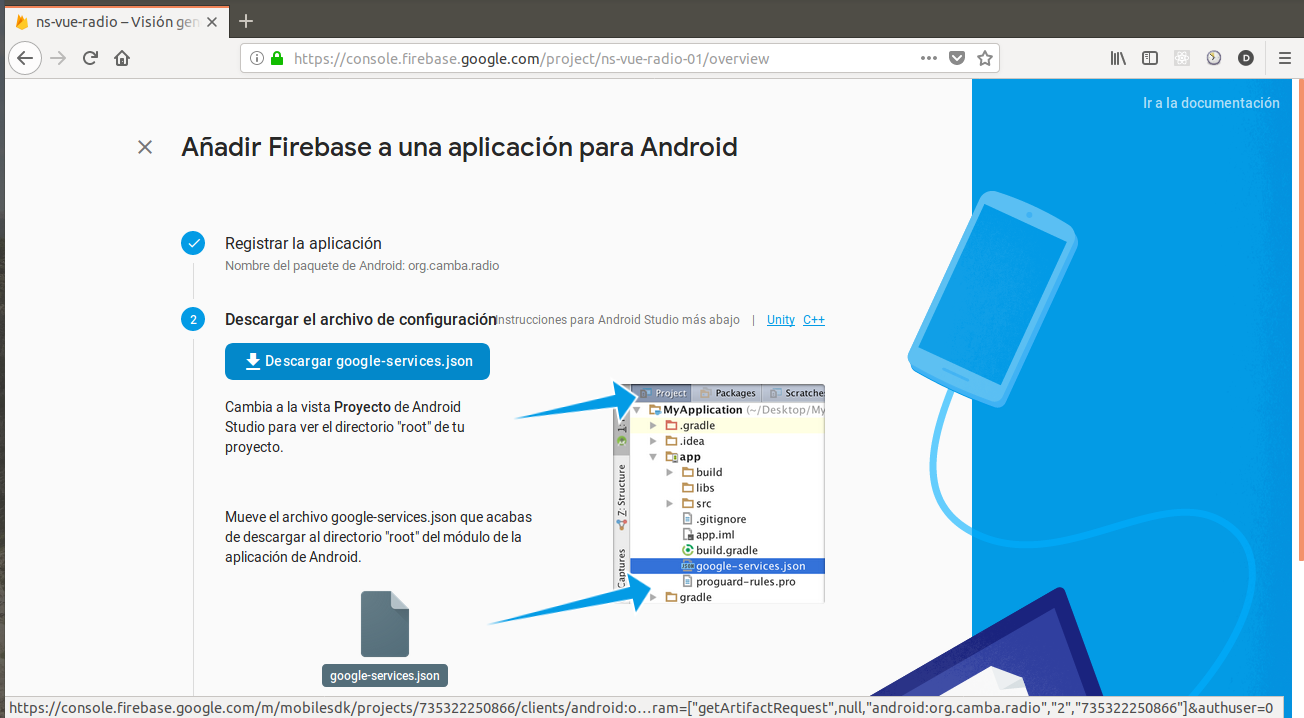 ns-vue-radio – Visión gen
https://console.firebase.google.com/project/ns-vue-radio-01/overview
D
Ir a la documentación
Añadir Firebase a una aplicación para Android
Registrar la aplicación
Nombre del paquete de Android: org.camba.radio
2
Descargar el archivo de configuración
Instrucciones para Android Studio más abajo | Unity C++
Descargar google-services.json
Cambia a la vista Proyecto de Android
Studio para ver el directorio "root" de tu
proyecto.
Mueve el archivo google-services.json que acabas
de descargar al directorio "root" del módulo de la
aplicación de Android.
google-services.json
Project Packages Scratches
MyApplication (~/Desktop/My
.gradle
.idea
app
build
libs
src
.gitignore
app.iml
build.gradle
google-services.json
proguard-rules.pro
gradle
Z: Structure
Captures
https://console.firebase.google.com/m/mobilesdk/projects/735322250866/clients/android:o…ram=["getArtifactRequest",null,"android:org.camba.radio","2","735322250866"]&authuser=0